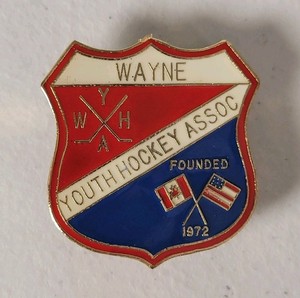 WAYNE
Y
W H
A
YOUTH HOCKEY ASSOC
FOUNDED
1972